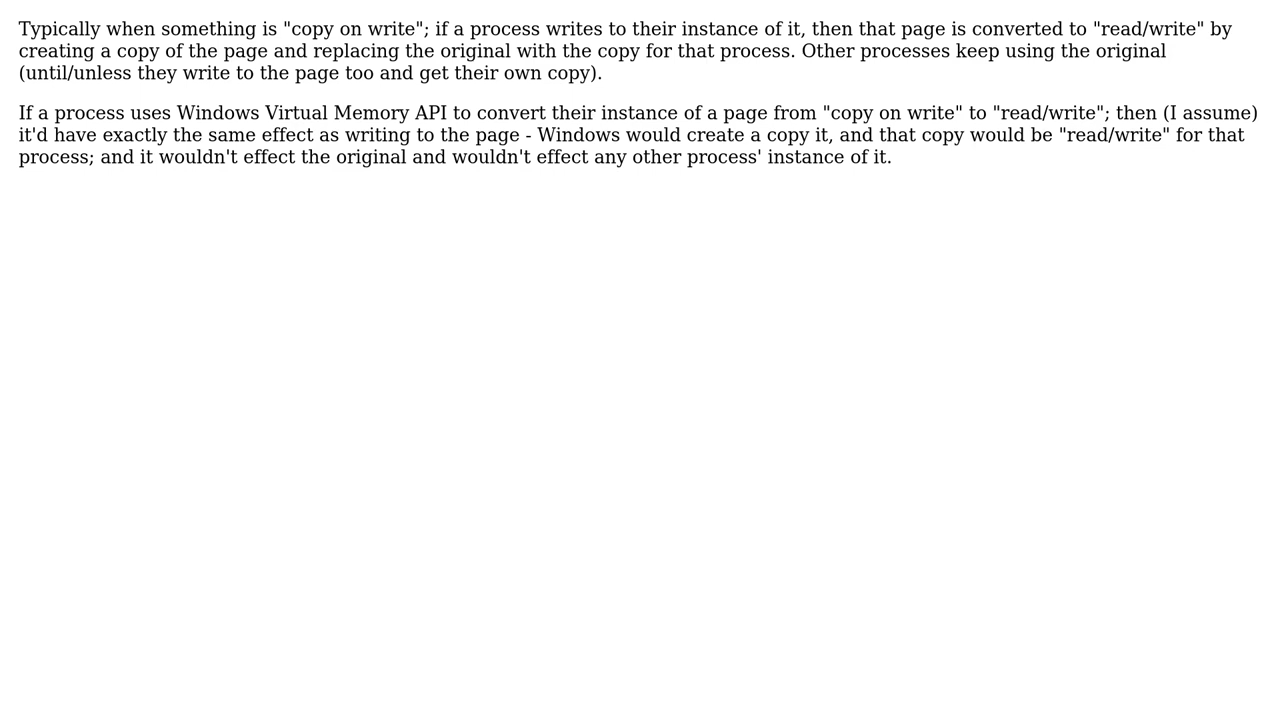 Typically when something is "copy on write"; if a process writes to their instance of it, then that page is converted to "read/write" by
creating a copy of the page and replacing the original with the copy for that process. Other processes keep using the original
(until/unless they write to the page too and get their own copy).
If a process uses Windows Virtual Memory API to convert their instance of a page from "copy on write" to "read/write"; then (I assume)
it'd have exactly the same effect as writing to the page - Windows would create a copy it, and that copy would be "read/write" for that
process; and it wouldn't effect the original and wouldn't effect any other process' instance of it.